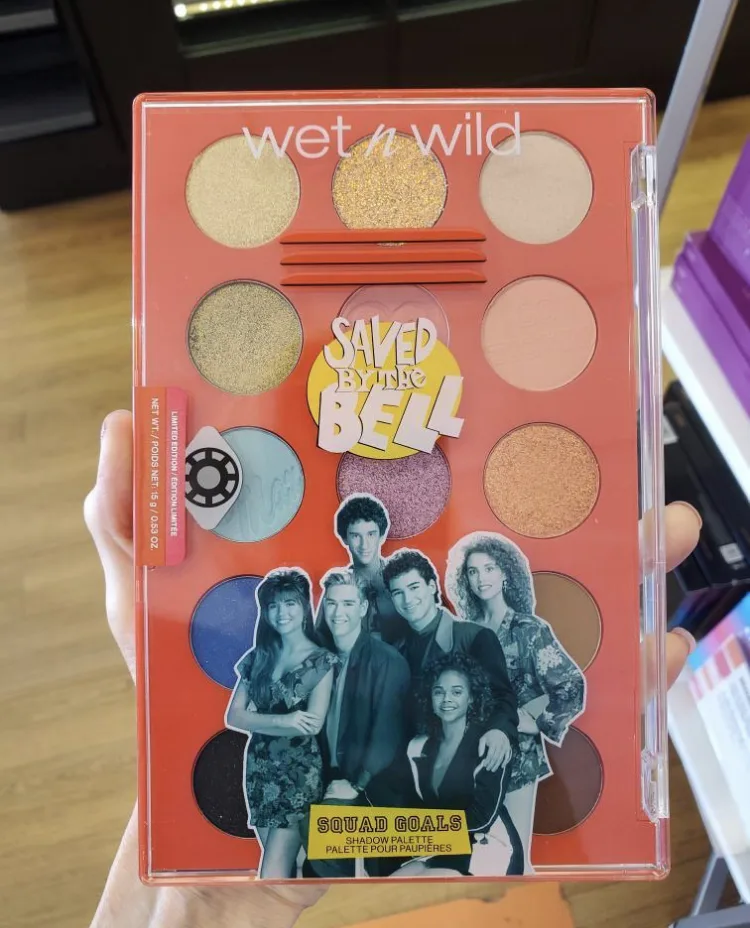 wet n wild
SAVED
BY THE
BELL
LIMITED EDITION / ÉDITION LIMITÉE
NET WT. / POIDS NET: 15 g / 0.53 OZ.
SQUAD GOALS
SHADOW PALETTE
PALETTE POUR PAUPIÈRES